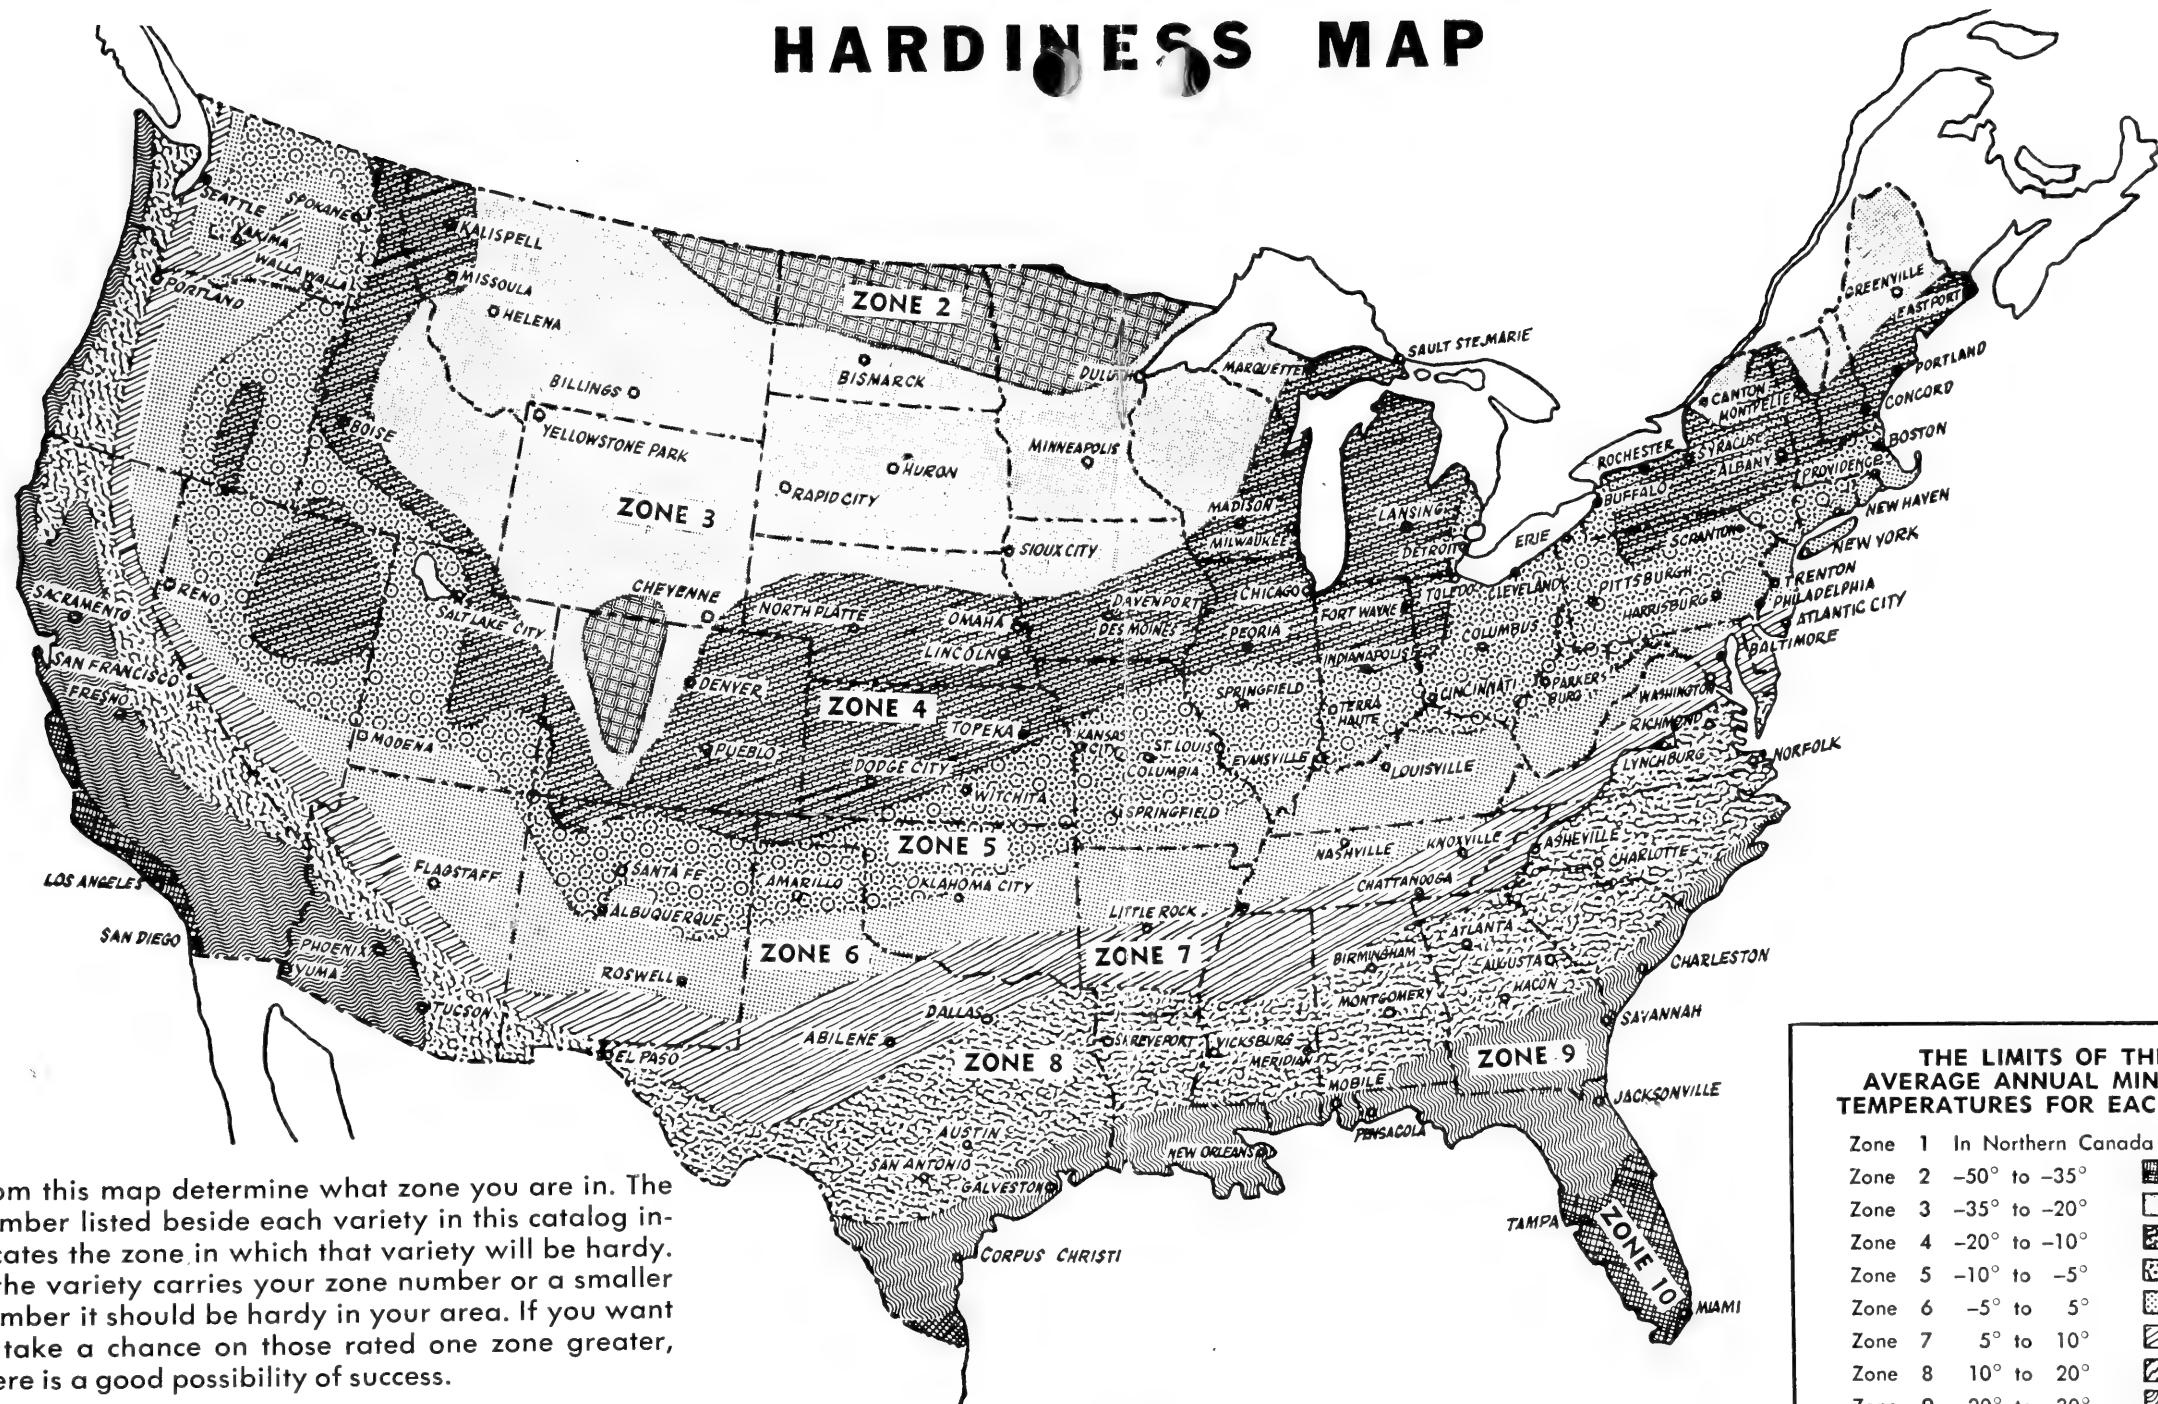 HARDINESS MAP
SEATTLE
SPOKANE
YAKIMA
WALLA WALLA
PORTLAND
KALISPELL
MISSOULA
HELENA
BILLINGS
BOISE
YELLOWSTONE PARK
ZONE 2
BISMARCK
DULUTH
MARQUETTE
SAULT STE.MARIE
GREENVILLE
EASTPORT
PORTLAND
CONCORD
CANTON
MONTPELIER
BOSTON
MINNEAPOLIS
HURON
RAPID CITY
ZONE 3
ROCHESTER
SYRACUSE
ALBANY
PROVIDENCE
BUFFALO
NEW HAVEN
MADISON
LANSING
MILWAUKEE
DETROIT
ERIE
SCRANTON
NEW YORK
SIOUX CITY
CHEYENNE
RENO
SACRAMENTO
SALT LAKE CITY
NORTH PLATTE
OMAHA
DAVENPORT
DES MOINES
CHICAGO
FORT WAYNE
TOLEDO
CLEVELAND
PITTSBURGH
HARRISBURG
TRENTON
PHILADELPHIA
ATLANTIC CITY
BALTIMORE
LINCOLN
PEORIA
INDIANAPOLIS
COLUMBUS
SAN FRANCISCO
FRESNO
DENVER
ZONE 4
TOPEKA
SPRINGFIELD
TERRA
HAUTE
CINCINNATI
PARKERS
BURG
WASHINGTON
RICHMOND
MODENA
PUEBLO
DODGE CITY
KANSAS
CITY
ST. LOUIS
COLUMBIA
EVANSVILLE
LOUISVILLE
LYNCHBURG
NORFOLK
WITCHITA
SPRINGFIELD
ZONE 5
NASHVILLE
KNOXVILLE
ASHEVILLE
CHARLOTTE
LOS ANGELES
FLAGSTAFF
SANTA FE
AMARILLO
OKLAHOMA CITY
CHATTANOOGA
ALBUQUERQUE
LITTLE ROCK
SAN DIEGO
PHOENIX
YUMA
ROSWELL
ZONE 6
ZONE 7
BIRMINGHAM
ATLANTA
AUGUSTA
CHARLESTON
TUCSON
DALLAS
MONTGOMERY
MACON
SAVANNAH
EL PASO
ABILENE
ZONE 8
SHREVEPORT
VICKSBURG
MERIDIAN
ZONE 9
MOBILE
JACKSONVILLE
PENSACOLA
AUSTIN
SAN ANTONIO
GALVESTON
NEW ORLEANS
TAMPA
ZONE 10
CORPUS CHRISTI
MIAMI
om this map determine what zone you are in. The
mber listed beside each variety in this catalog in-
cates the zone in which that variety will be hardy.
the variety carries your zone number or a smaller
mber it should be hardy in your area. If you want
take a chance on those rated one zone greater,
ere is a good possibility of success.
THE LIMITS OF TH
AVERAGE ANNUAL MIN
TEMPERATURES FOR EAC
Zone 1 In Northern Canada
Zone 2 –50° to –35°
Zone 3 –35° to –20°
Zone 4 –20° to –10°
Zone 5 –10° to –5°
Zone 6 –5° to 5°
Zone 7 5° to 10°
Zone 8 10° to 20°